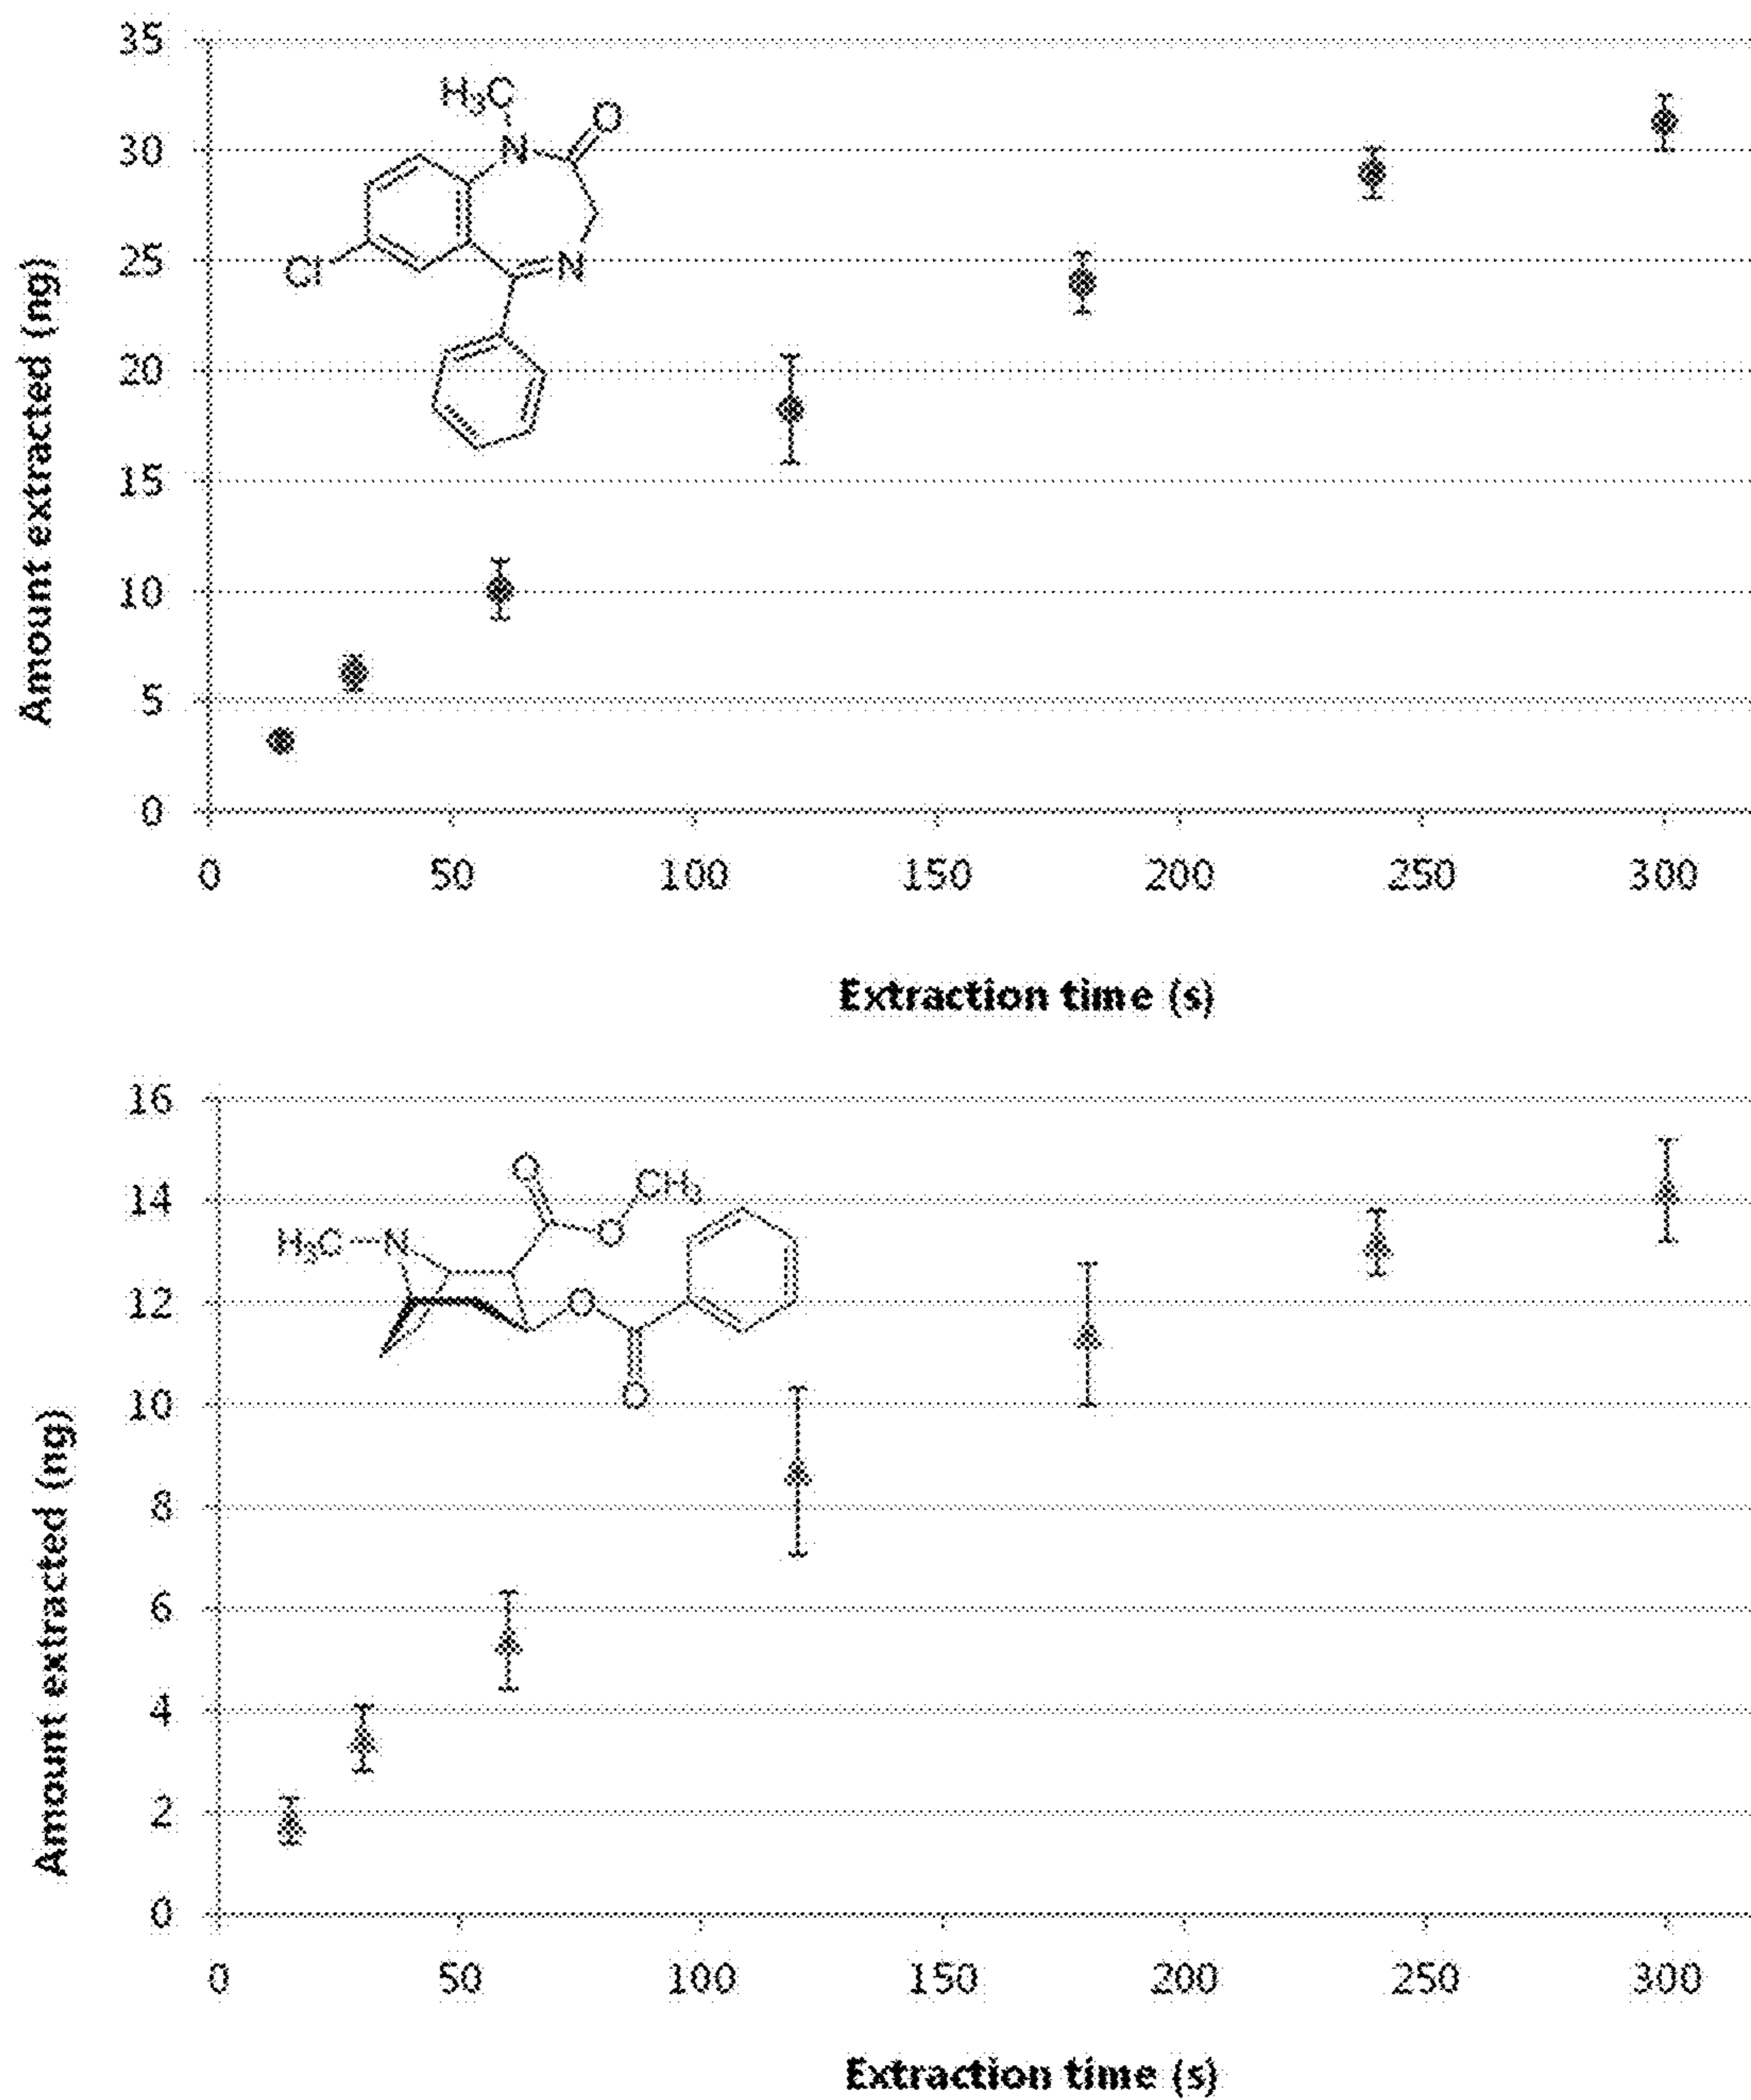 35
30
25
20
15
10
5
0
Amount extracted (ng)
H₃C
O
N
Cl
N
0 50 100 150 200 250 300
Extraction time (s)
16
14
12
10
8
6
4
2
0
Amount extracted (ng)
O
CH₃
H₃C N
O
O
O
0 50 100 150 200 250 300
Extraction time (s)